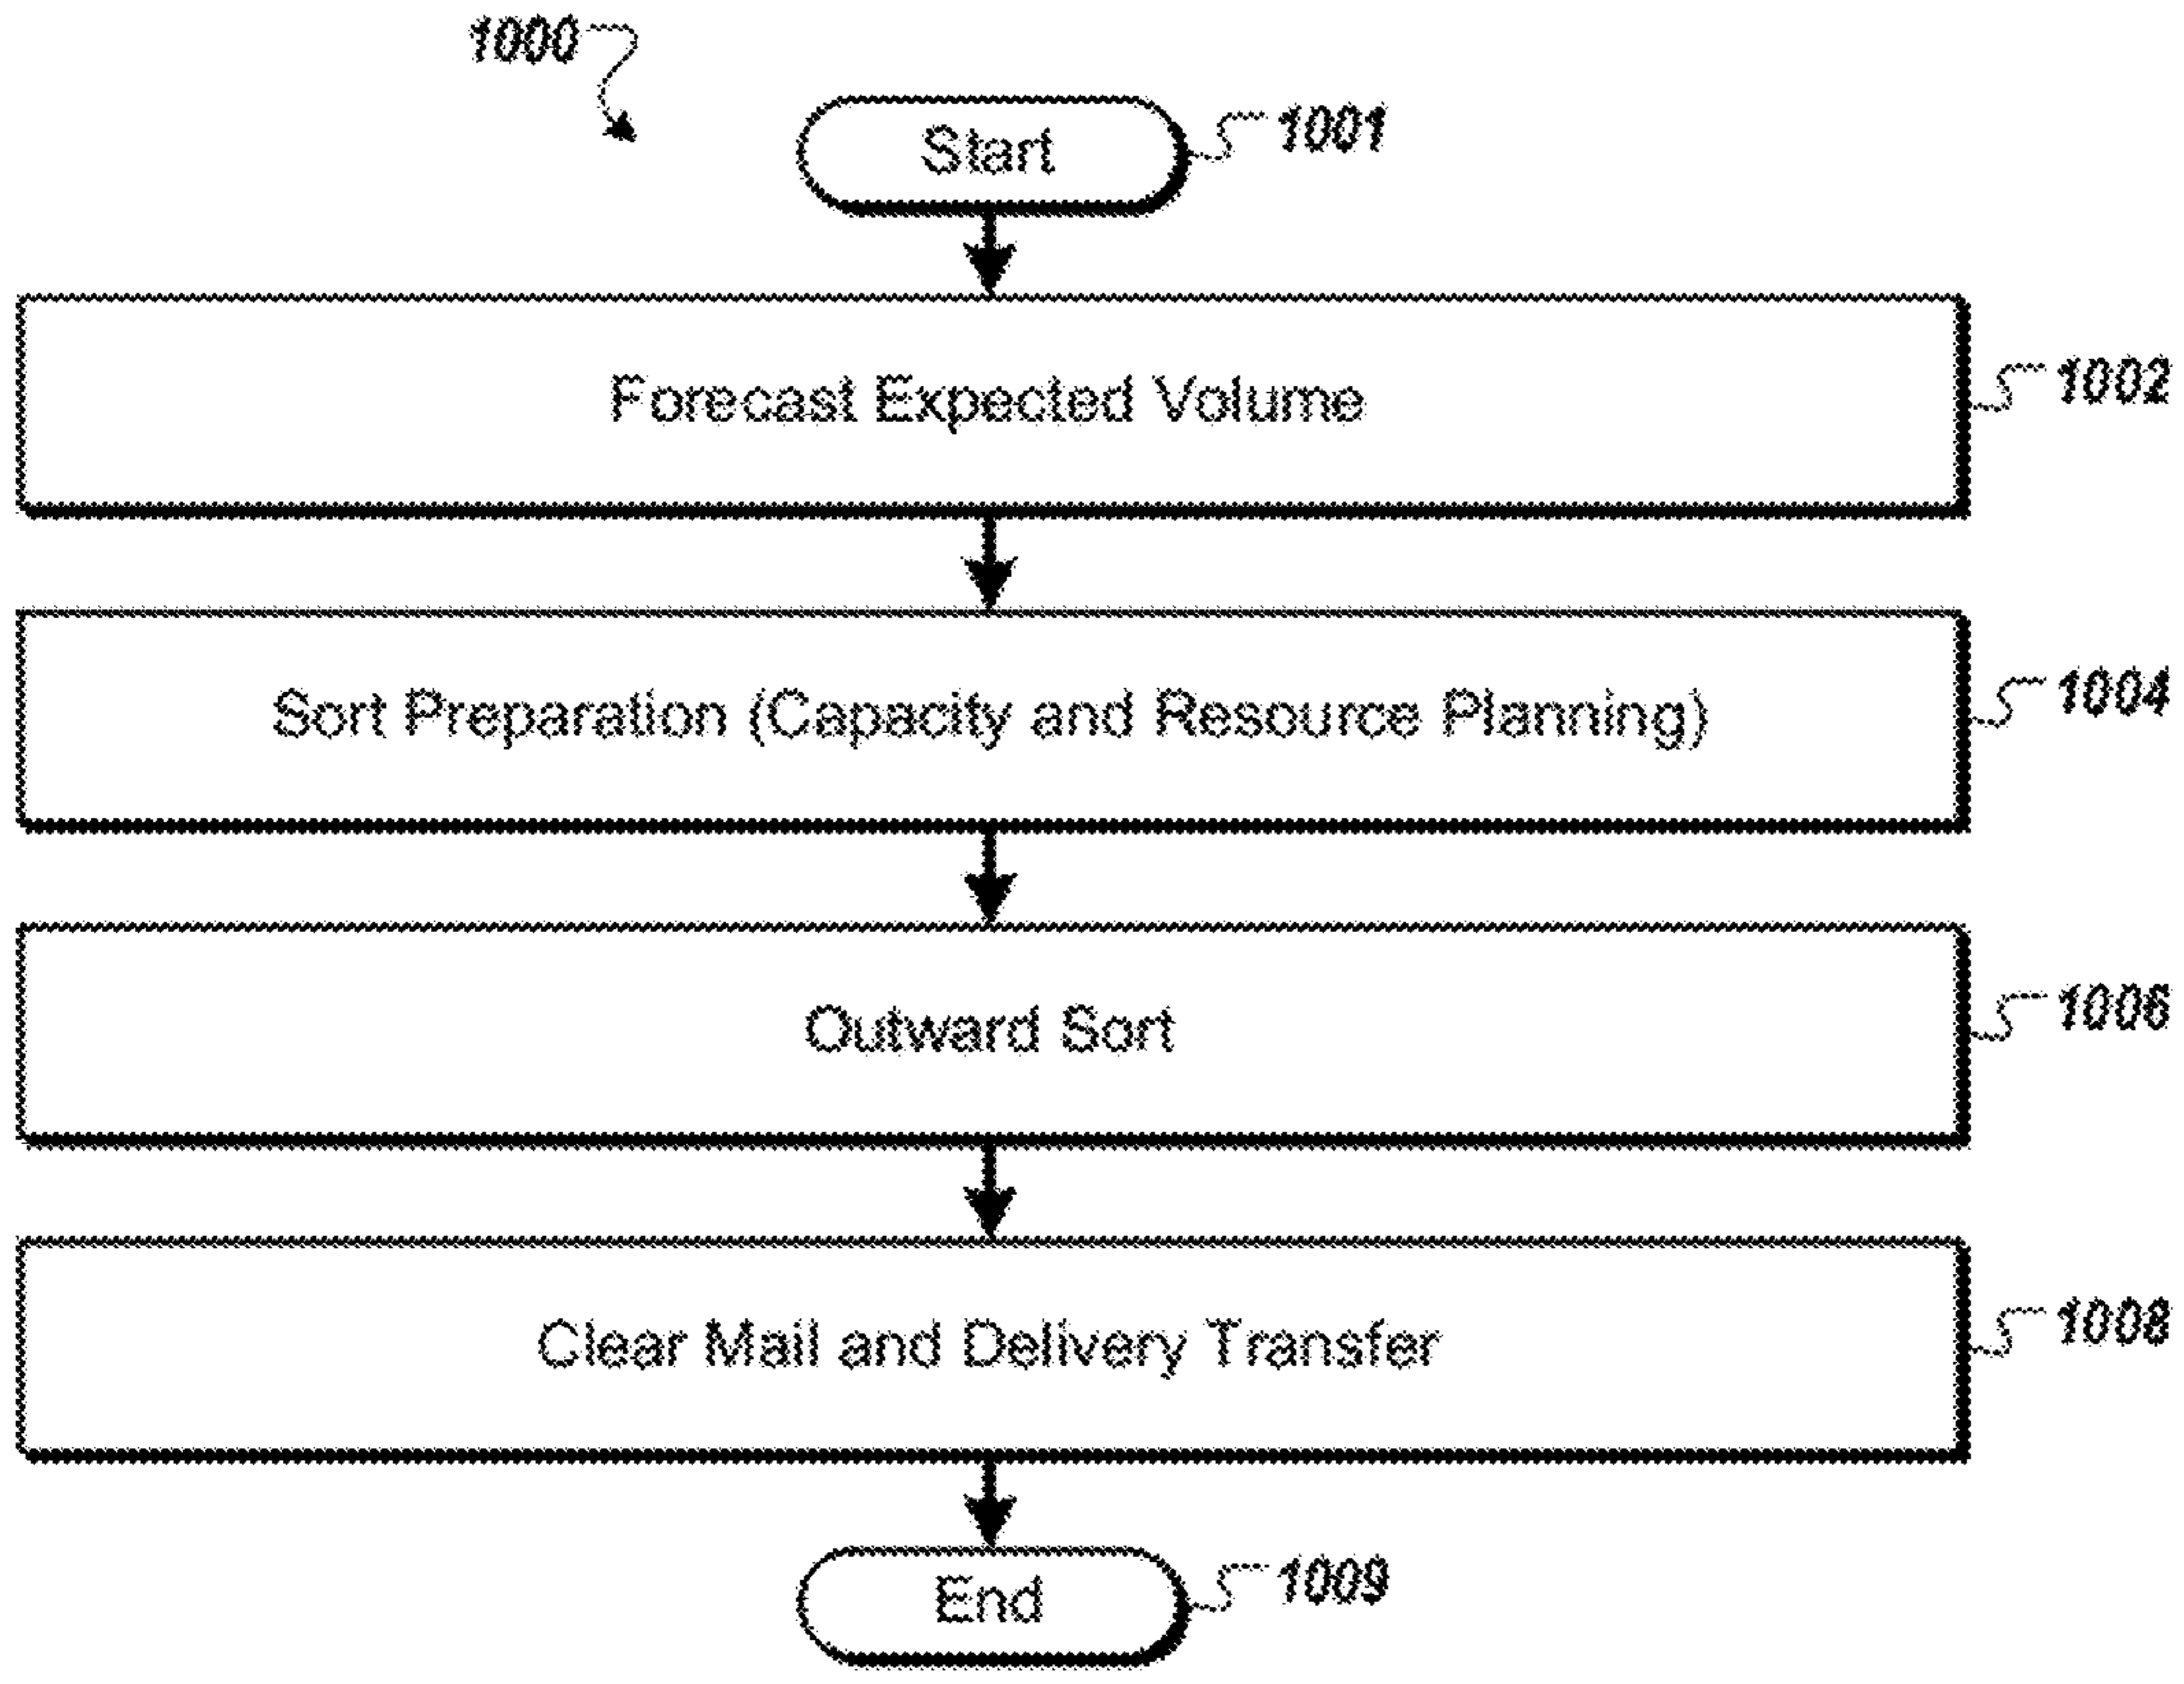 1000
Start
1001
Forecast Expected Volume
1002
Sort Preparation (Capacity and Resource Planning)
1004
Outward Sort
1006
Clear Mail and Delivery Transfer
1008
End
1009